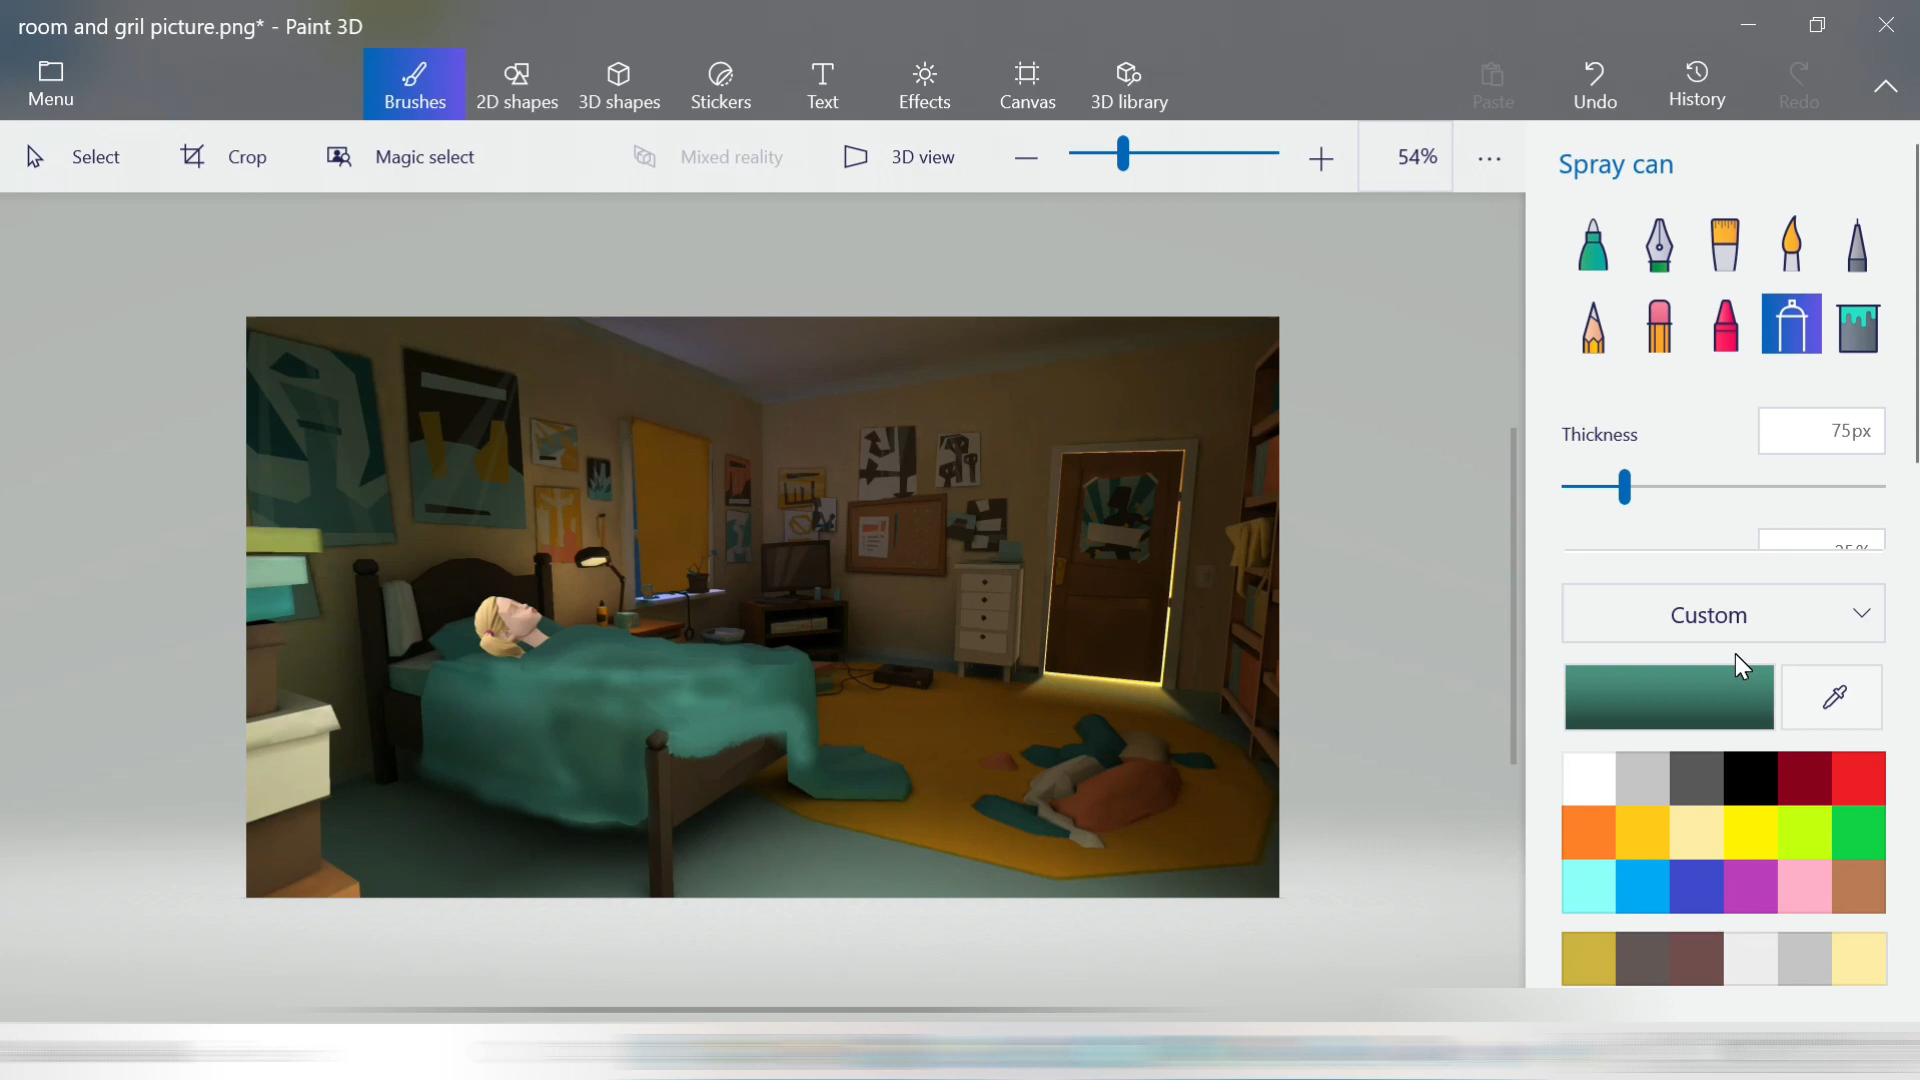 room and gril picture.png* - Paint 3D
Menu
Brushes
2D shapes
3D shapes
Stickers
Text
Effects
Canvas
3D library
Paste
Undo
History
Redo
Select
Crop
Magic select
Mixed reality
3D view
54%
Spray can
Thickness
75px
Custom